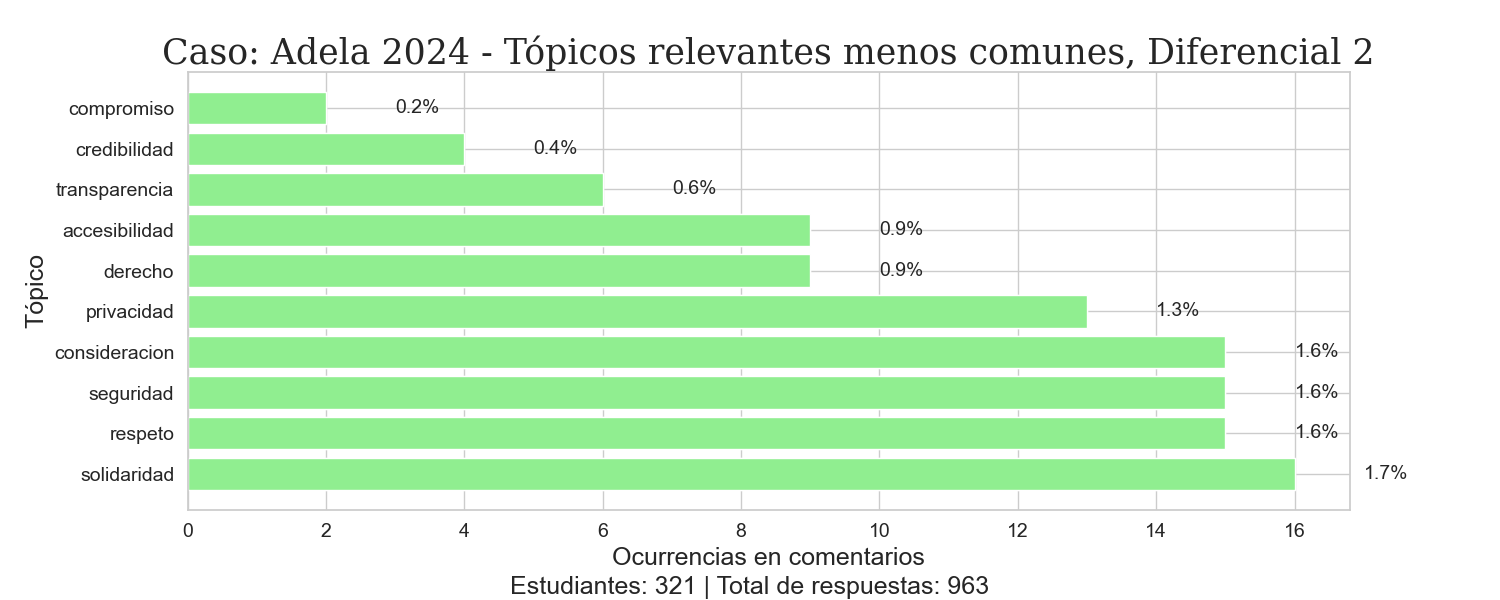 Caso: Adela 2024 - Tópicos relevantes menos comunes, Diferencial 2
Tópico
compromiso 0.2%
credibilidad 0.4%
transparencia 0.6%
accesibilidad 0.9%
derecho 0.9%
privacidad 1.3%
consideracion 1.6%
seguridad 1.6%
respeto 1.6%
solidaridad 1.7%
0 2 4 6 8 10 12 14 16
Ocurrencias en comentarios
Estudiantes: 321 | Total de respuestas: 963